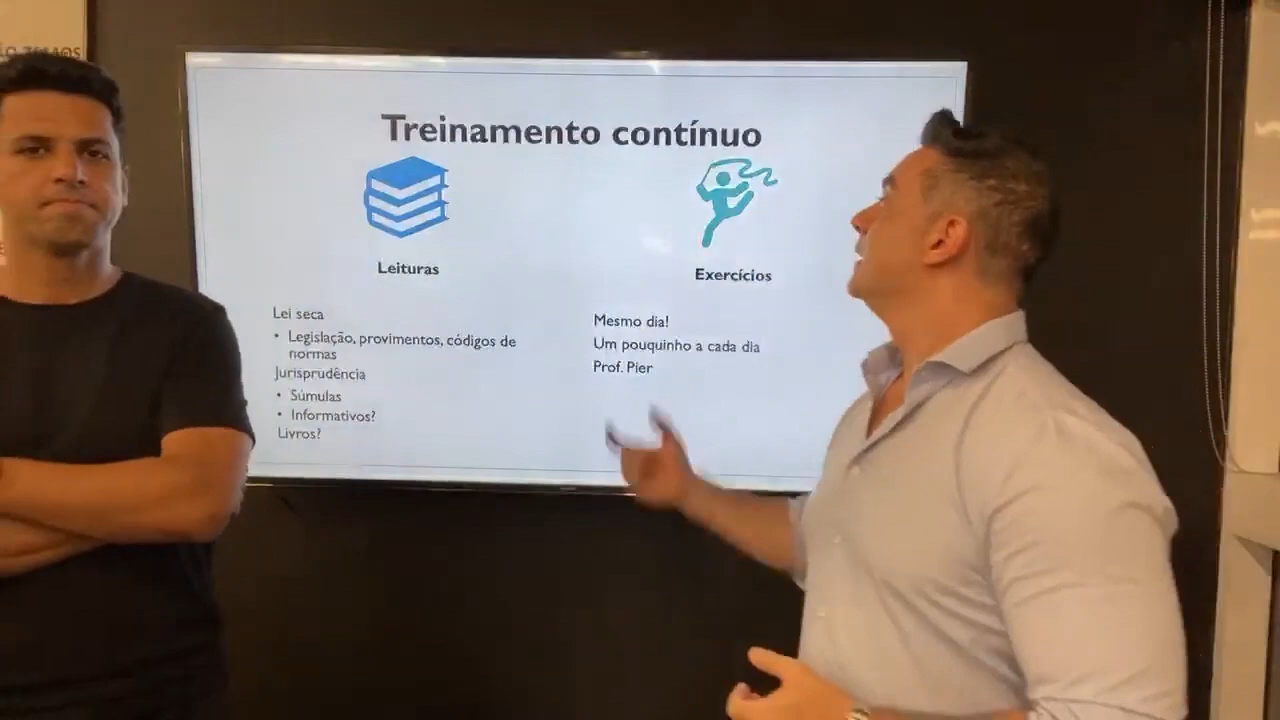 Treinamento contínuo
Leituras
Lei seca
• Legislação, provimentos, códigos de
normas
Jurisprudência
• Súmulas
• Informativos?
Livros?
Exercícios
Mesmo dia!
Um pouquinho a cada dia
Prof. Pier